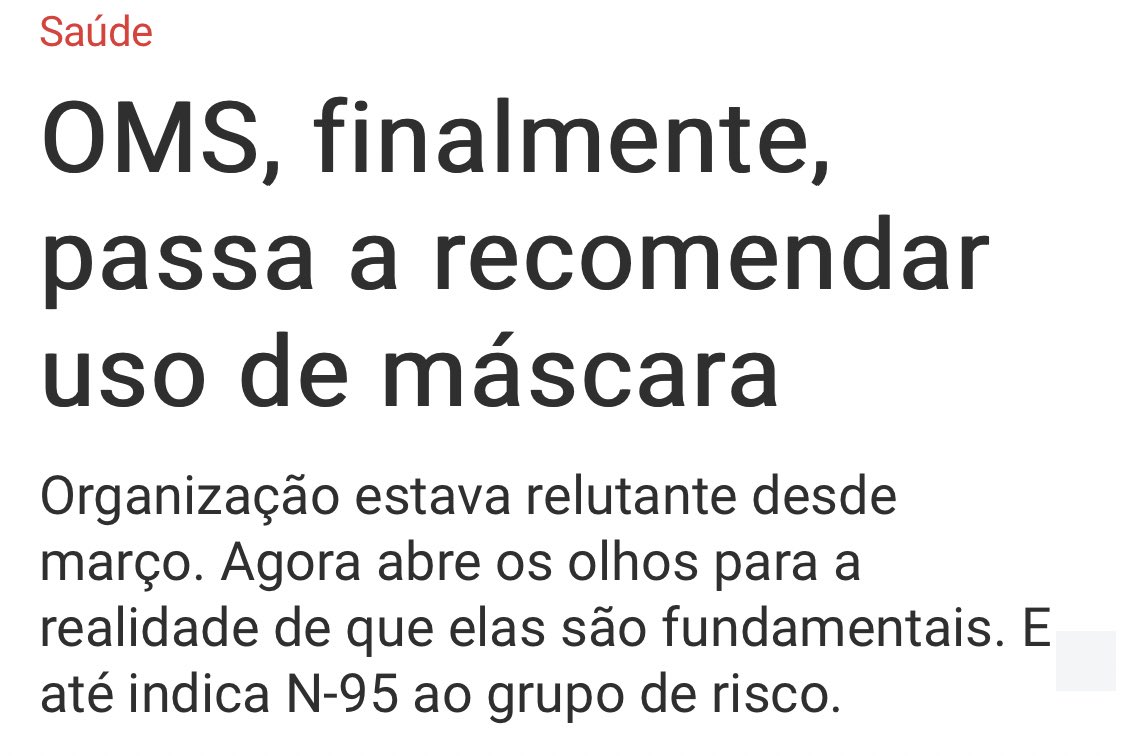 Saúde
OMS, finalmente,
passa a recomendar
uso de máscara
Organização estava relutante desde
março. Agora abre os olhos para a
realidade de que elas são fundamentais. E
até indica N-95 ao grupo de risco.